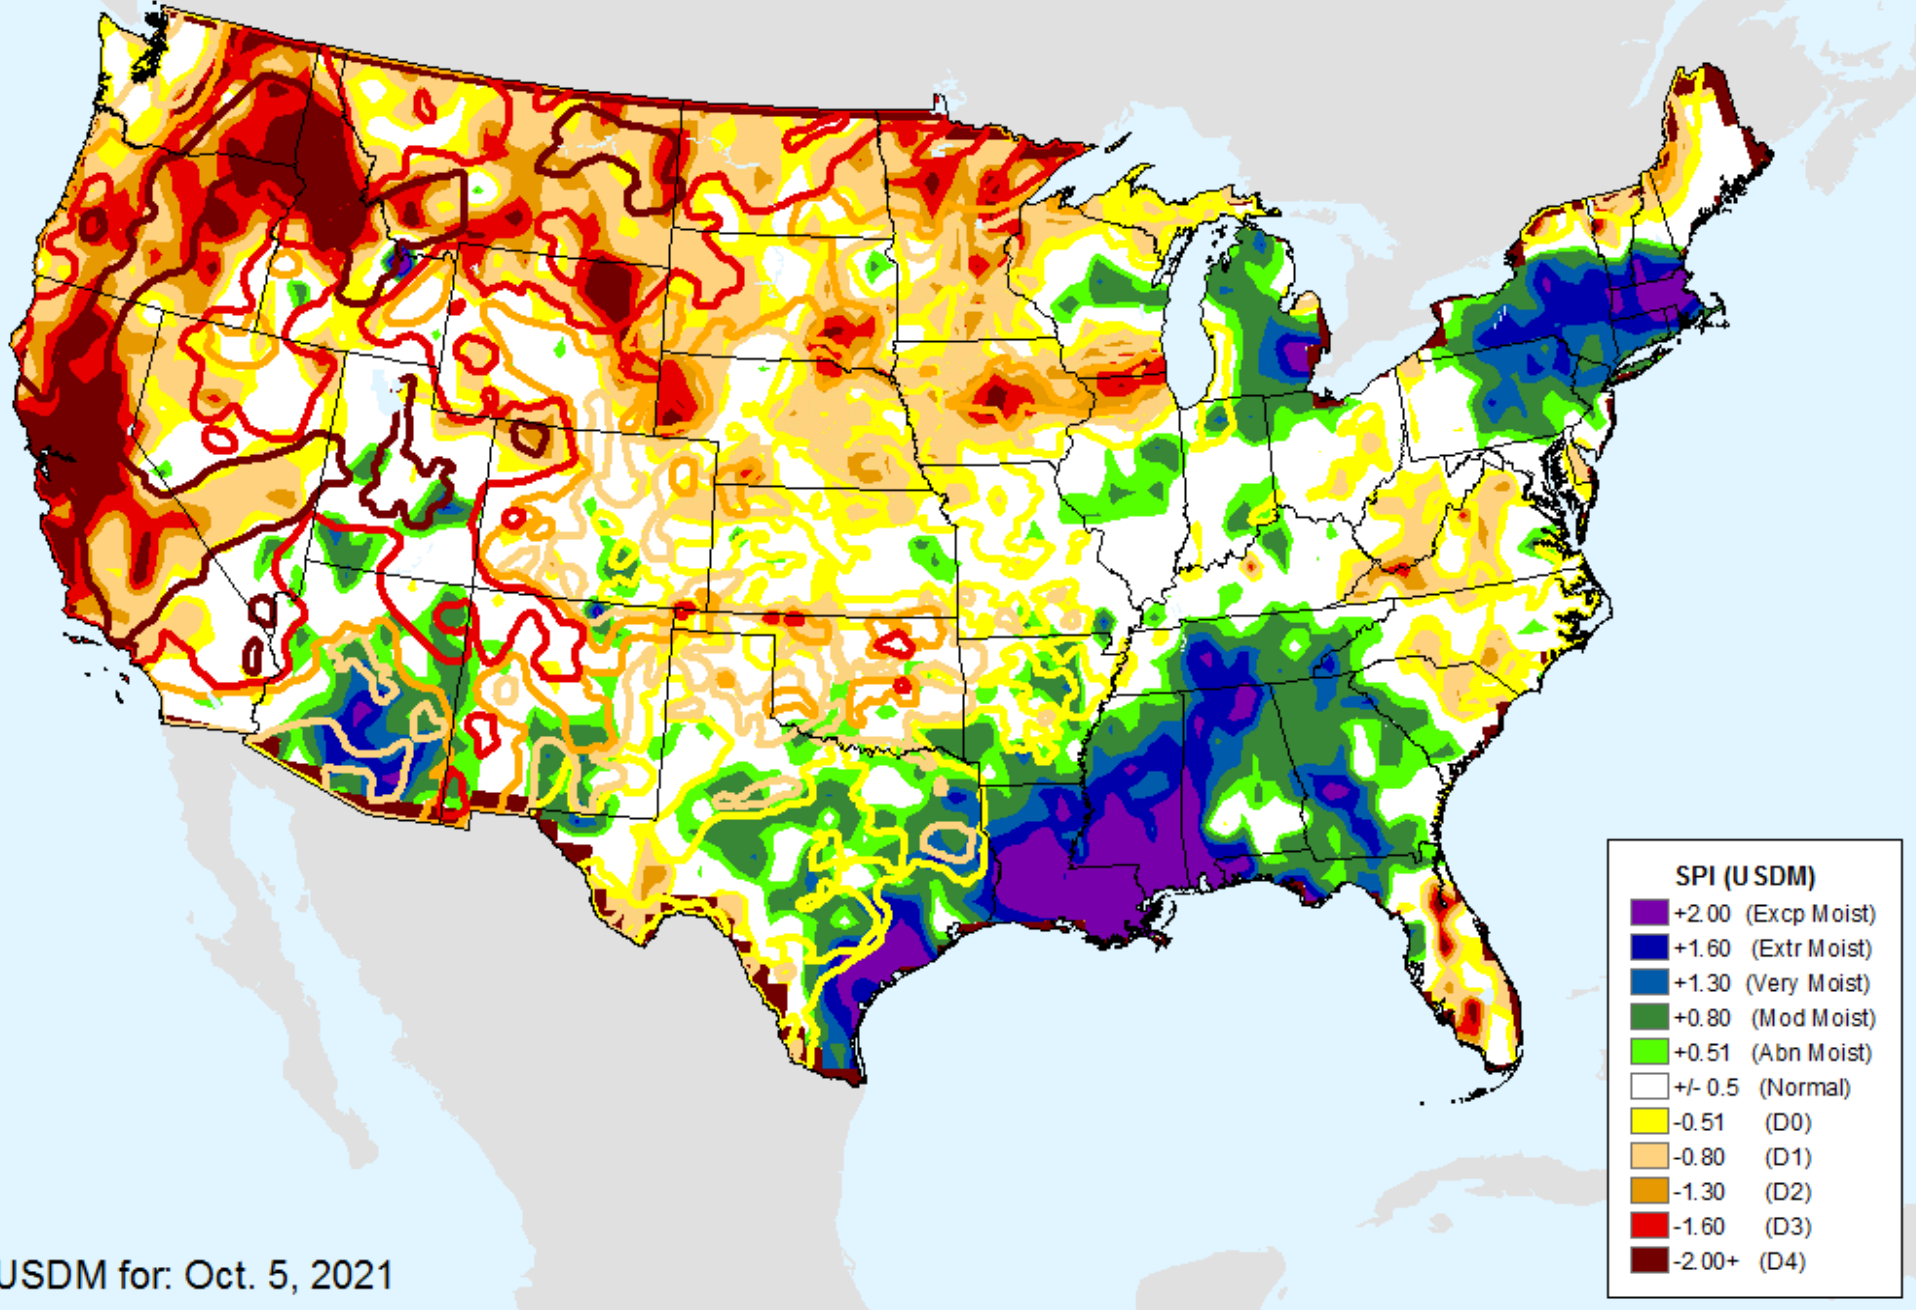 SPI (USDM)
+2.00 (Excp Moist)
+1.60 (Extr Moist)
+1.30 (Very Moist)
+0.80 (Mod Moist)
+0.51 (Abn Moist)
+/- 0.5 (Normal)
-0.51 (D0)
-0.80 (D1)
-1.30 (D2)
-1.60 (D3)
-2.00+ (D4)
USDM for: Oct. 5, 2021